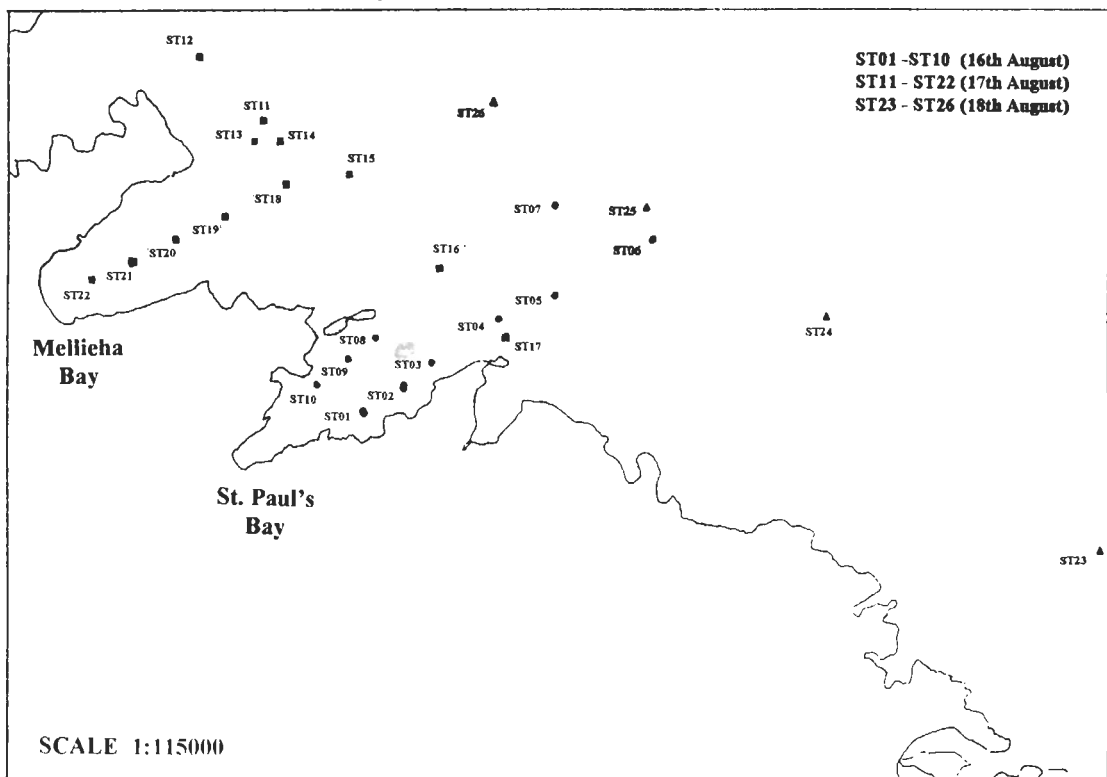 ST12
ST01 -ST10 (16th August)
ST11 - ST22 (17th August)
ST23 - ST26 (18th August)
ST11
ST26
ST13
ST14
ST15
ST18
ST07
ST25
ST19
ST06
ST20
ST16
ST21
ST22
ST05
ST04
ST24
ST08
ST17
Mellieha
Bay
ST09
ST03
ST10
ST02
ST01
St. Paul's
Bay
ST23
SCALE 1:115000